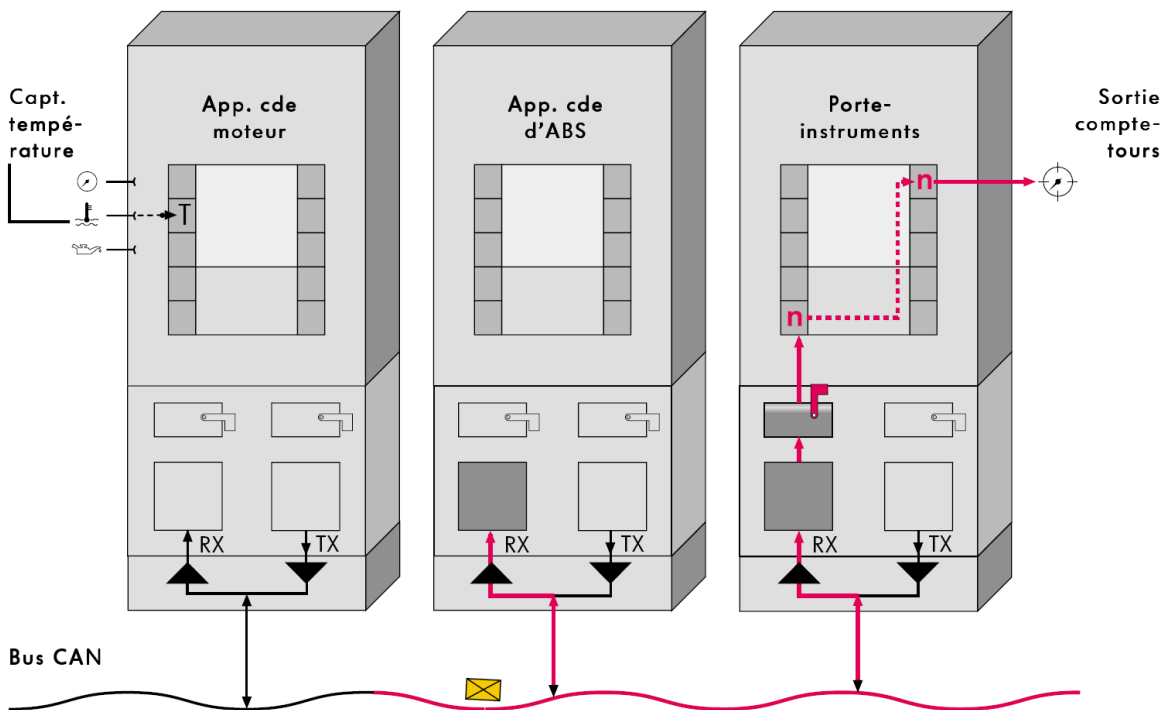 Capt.
tempé-
rature
App. cde
moteur
App. cde
d'ABS
Porte-
instruments
Sortie
compte-
tours
T
n
n
RX
TX
RX
TX
RX
TX
Bus CAN